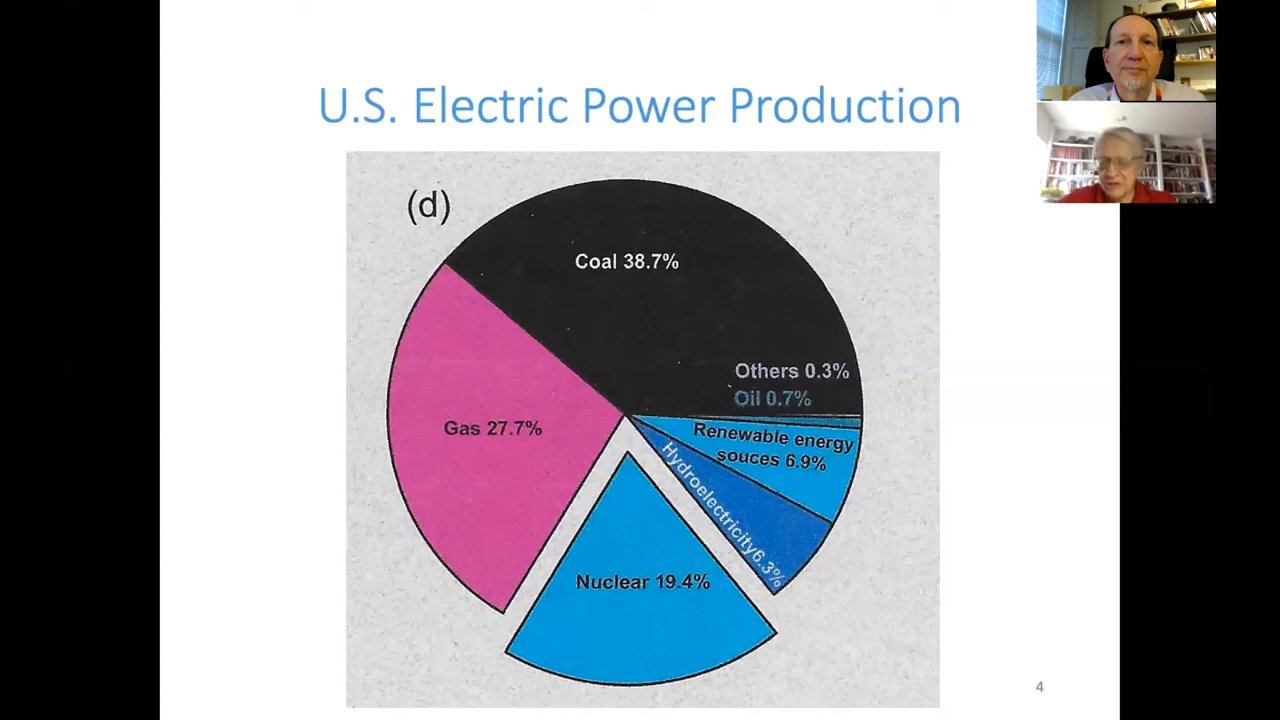 U.S. Electric Power Production
(d)
Coal 38.7%
Others 0.3%
Oil 0.7%
Gas 27.7%
Renewable energy
souces 6.9%
Hydroelectricity6.3%
Nuclear 19.4%
4